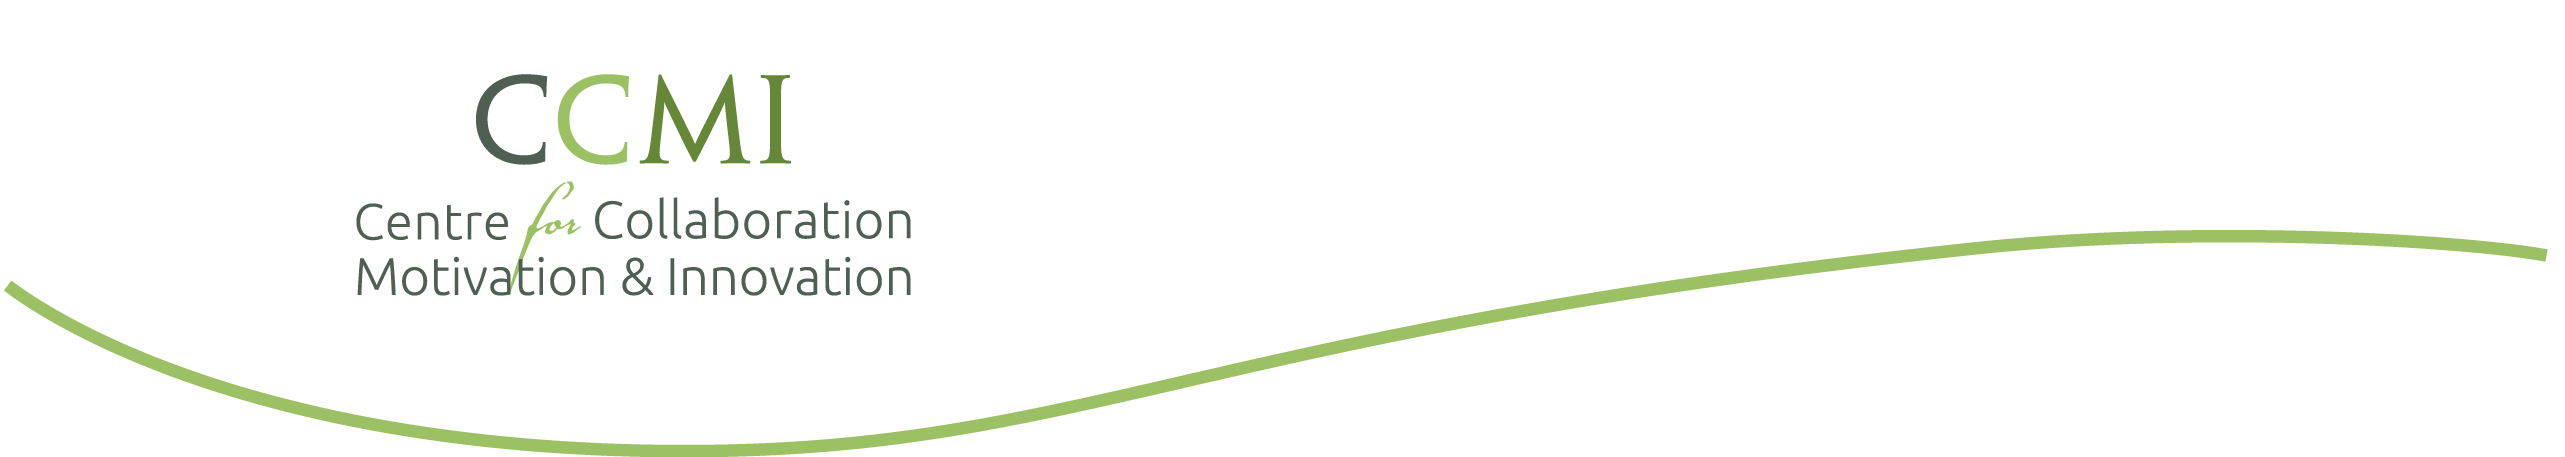 CCMI
Centre for Collaboration
Motivation & Innovation